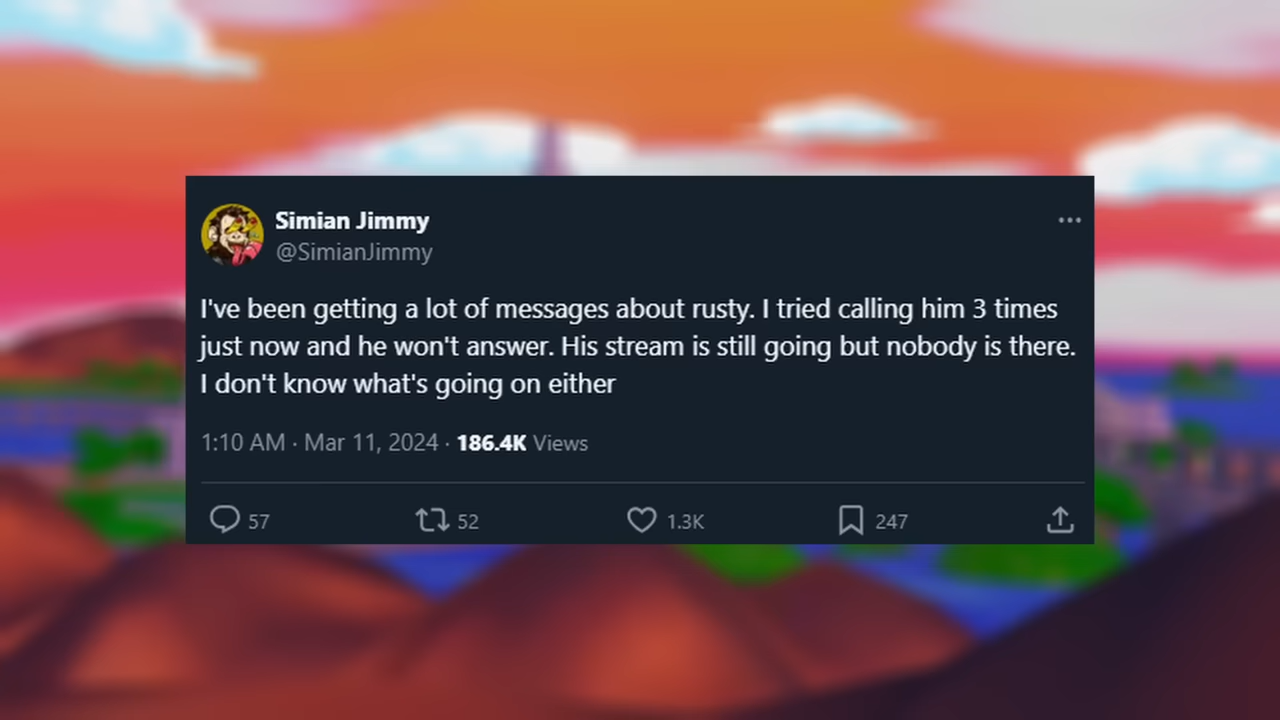 Simian Jimmy
@SimianJimmy
I've been getting a lot of messages about rusty. I tried calling him 3 times
just now and he won't answer. His stream is still going but nobody is there.
I don't know what's going on either
1:10 AM · Mar 11, 2024 · 186.4K Views
57 52 1.3K 247